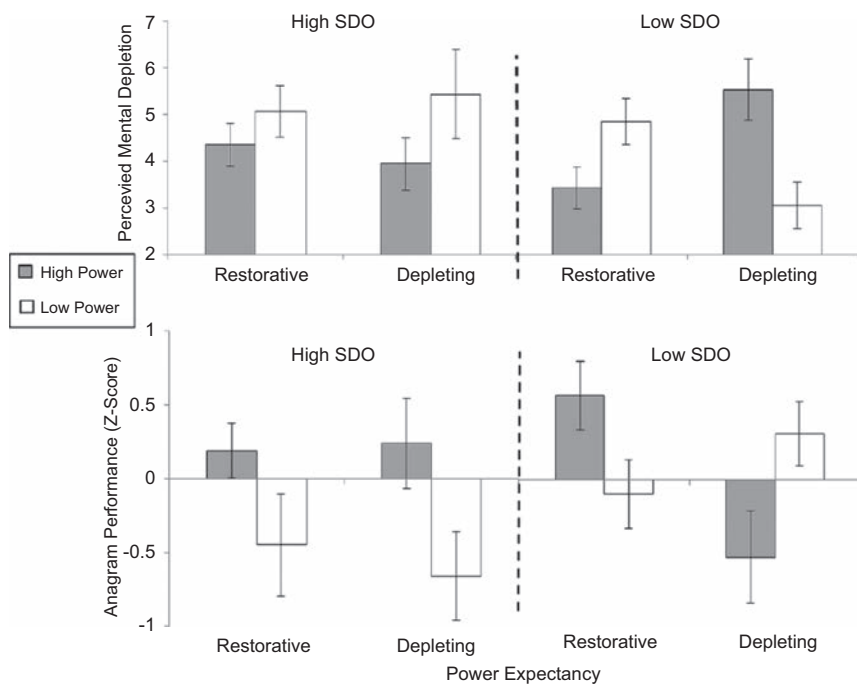 High SDO
Low SDO
Percevied Mental Depletion
7
6
5
4
3
2
Restorative
Depleting
Restorative
Depleting
High Power
Low Power
High SDO
Low SDO
Anagram Performance (Z-Score)
1
0.5
0
-0.5
-1
Restorative
Depleting
Restorative
Depleting
Power Expectancy